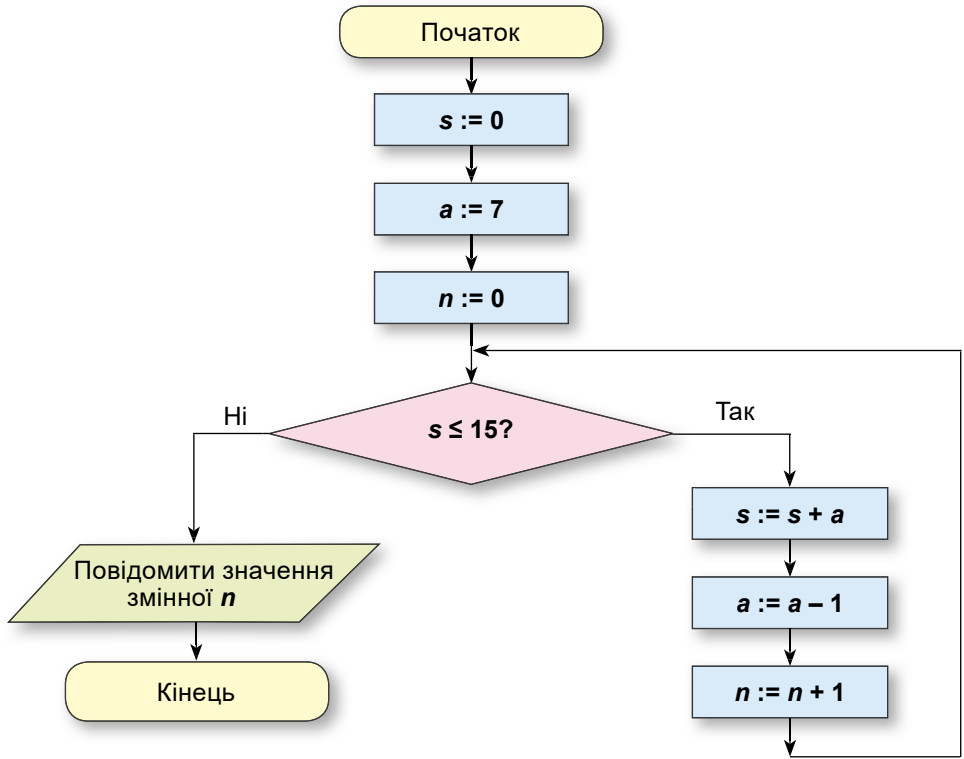 Початок
s := 0
a := 7
n := 0
s ≤ 15?
Ні
Так
s := s + a
a := a – 1
n := n + 1
Повідомити значення
змінної n
Кінець